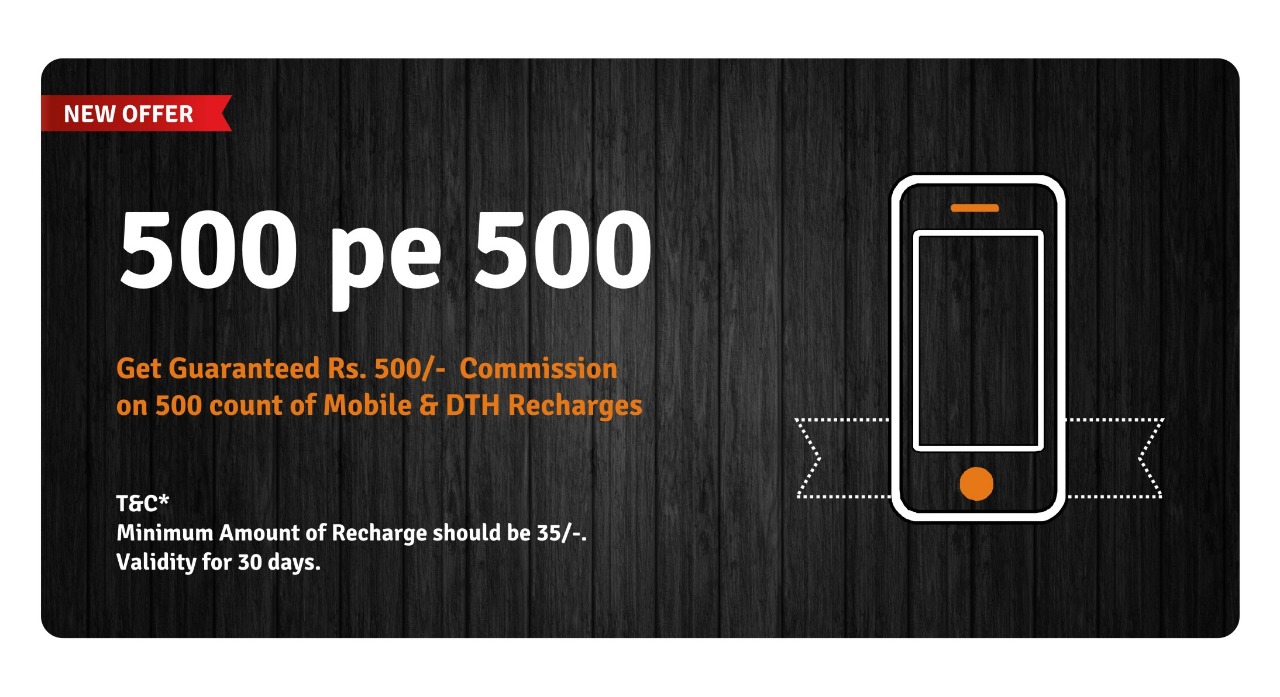 NEW OFFER
500 pe 500
Get Guaranteed Rs. 500/-  Commission
on 500 count of Mobile & DTH Recharges
T&C*
Minimum Amount of Recharge should be 35/-.
Validity for 30 days.